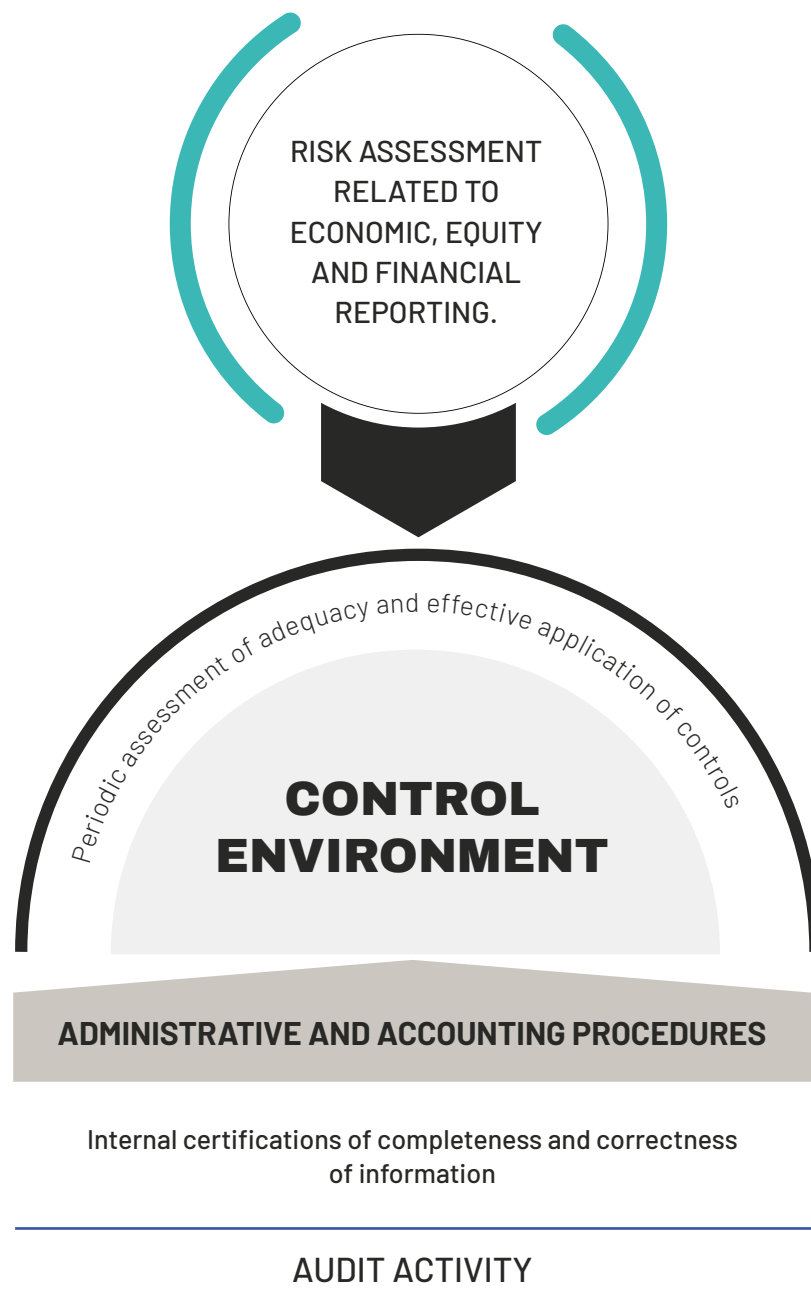 RISK ASSESSMENT
RELATED TO
ECONOMIC, EQUITY
AND FINANCIAL
REPORTING.
Periodic assessment of adequacy and effective application of controls
CONTROL
ENVIRONMENT
ADMINISTRATIVE AND ACCOUNTING PROCEDURES
Internal certifications of completeness and correctness
of information
AUDIT ACTIVITY